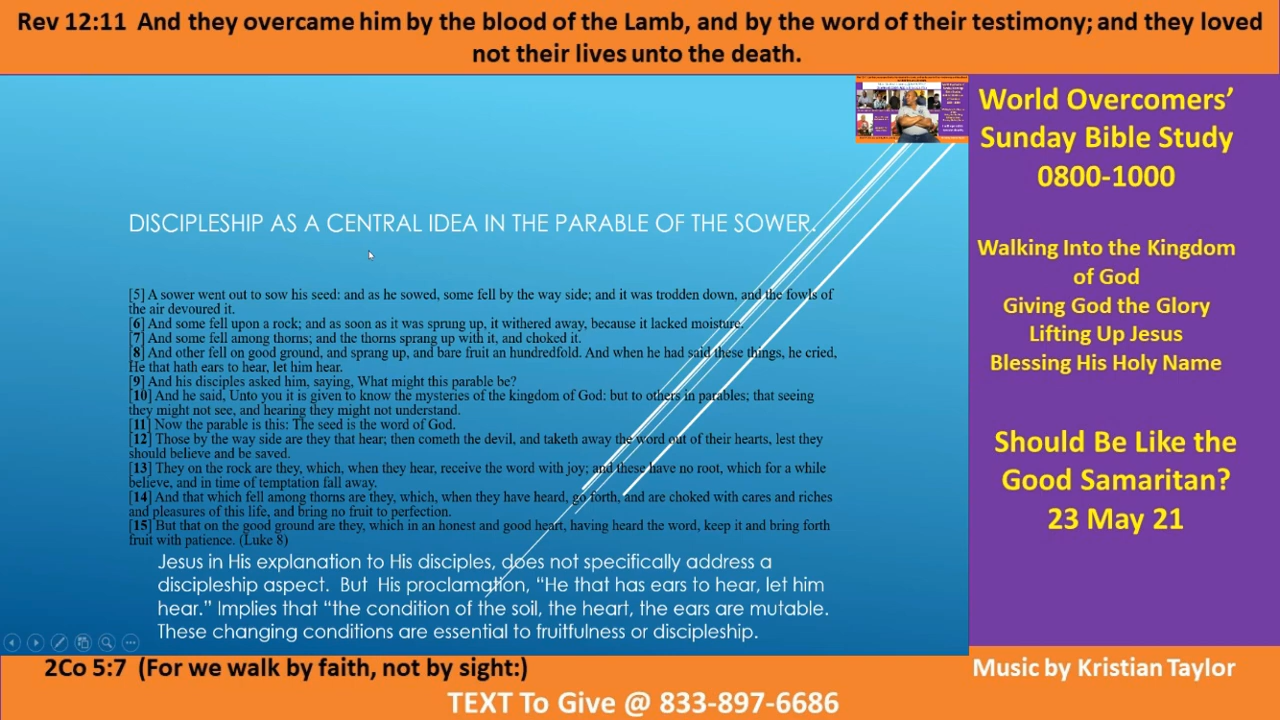 Rev 12:11 And they overcame him by the blood of the Lamb, and by the word of their testimony; and they loved
not their lives unto the death.
DISCIPLESHIP AS A CENTRAL IDEA IN THE PARABLE OF THE SOWER.
[5] A sower went out to sow his seed: and as he sowed, some fell by the way side; and it was trodden down, and the fowls of
the air devoured it.
[6] And some fell upon a rock; and as soon as it was sprung up, it withered away, because it lacked moisture.
[7] And some fell among thorns; and the thorns sprang up with it, and choked it.
[8] And other fell on good ground, and sprang up, and bare fruit an hundredfold. And when he had said these things, he cried,
He that hath ears to hear, let him hear.
[9] And his disciples asked him, saying, What might this parable be?
[10] And he said, Unto you it is given to know the mysteries of the kingdom of God: but to others in parables; that seeing
they might not see, and hearing they might not understand.
[11] Now the parable is this: The seed is the word of God.
[12] Those by the way side are they that hear; then cometh the devil, and taketh away the word out of their hearts, lest they
should believe and be saved.
[13] They on the rock are they, which, when they hear, receive the word with joy; and these have no root, which for a while
believe, and in time of temptation fall away.
[14] And that which fell among thorns are they, which, when they have heard, go forth, and are choked with cares and riches
and pleasures of this life, and bring no fruit to perfection.
[15] But that on the good ground are they, which in an honest and good heart, having heard the word, keep it and bring forth
fruit with patience. (Luke 8)
Jesus in His explanation to His disciples, does not specifically address a
discipleship aspect. But His proclamation, “He that has ears to hear, let him
hear.” Implies that “the condition of the soil, the heart, the ears are mutable.
These changing conditions are essential to fruitfulness or discipleship.
World Overcomers’
Sunday Bible Study
0800-1000
Walking Into the Kingdom
of God
Giving God the Glory
Lifting Up Jesus
Blessing His Holy Name
Should Be Like the
Good Samaritan?
23 May 21
2Co 5:7 (For we walk by faith, not by sight:)
Music by Kristian Taylor
TEXT To Give @ 833-897-6686